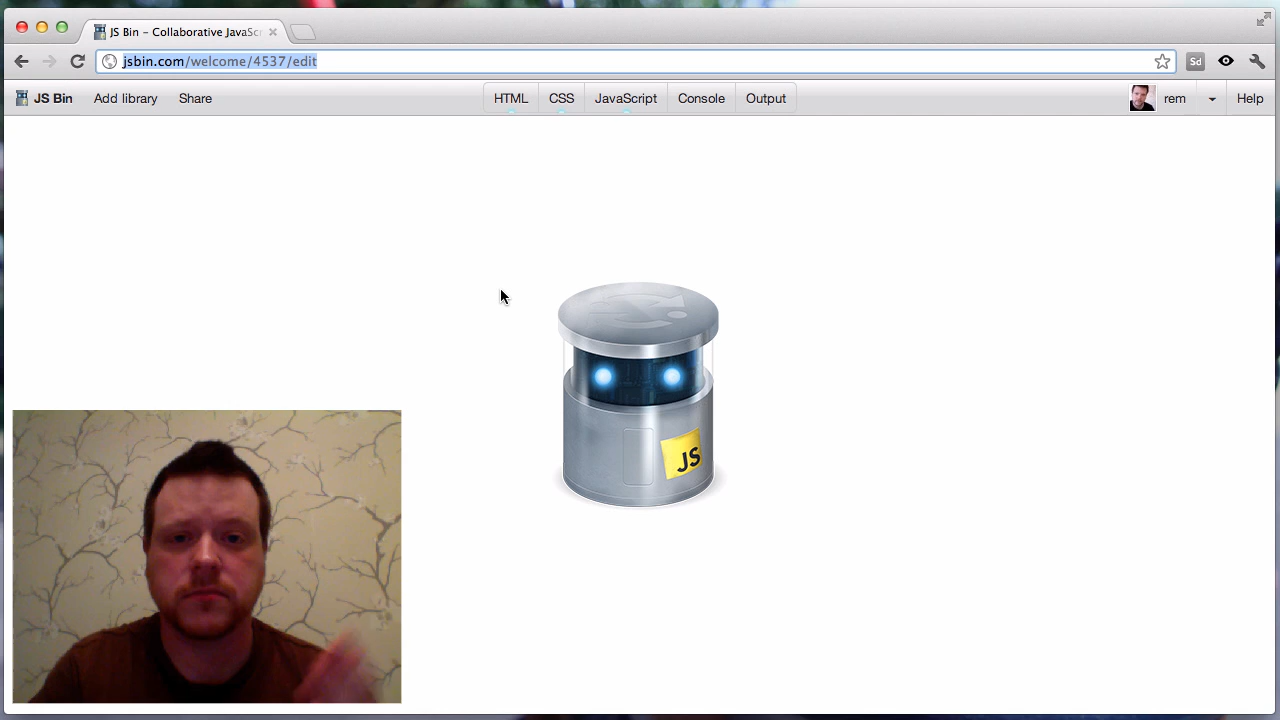 JS Bin – Collaborative JavaSc
jsbin.com/welcome/4537/edit
Sd
JS Bin
Add library
Share
HTML
CSS
JavaScript
Console
Output
rem
Help
JS